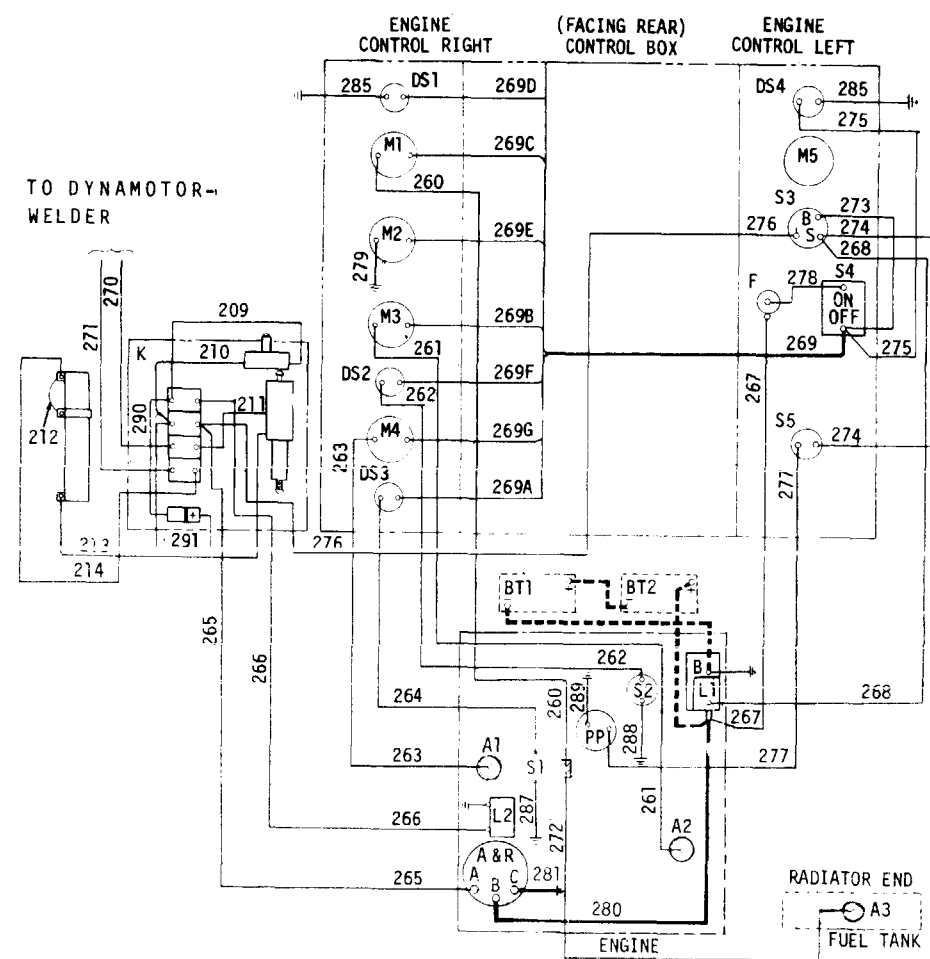 ENGINE
CONTROL RIGHT
(FACING REAR)
CONTROL BOX
ENGINE
CONTROL LEFT
285
DS1
269D
DS4
285
275
M1
269C
M5
260
TO DYNAMOTOR-
WELDER
S3
B
S
273
276
274
268
M2
269E
279
270
271
F
278
S4
ON
OFF
209
M3
269B
K
210
261
269
275
DS2
269F
262
267
212
290
211
M4
269G
S5
274
263
DS3
277
269A
291
213
276
214
BT1
+
BT2
+
265
266
262
B
L1
268
264
260
289
S2
267
PP1
288
263
A1
S1
277
287
261
L2
266
272
A2
A & R
A
B
C
281
265
280
RADIATOR END
A3
FUEL TANK
ENGINE